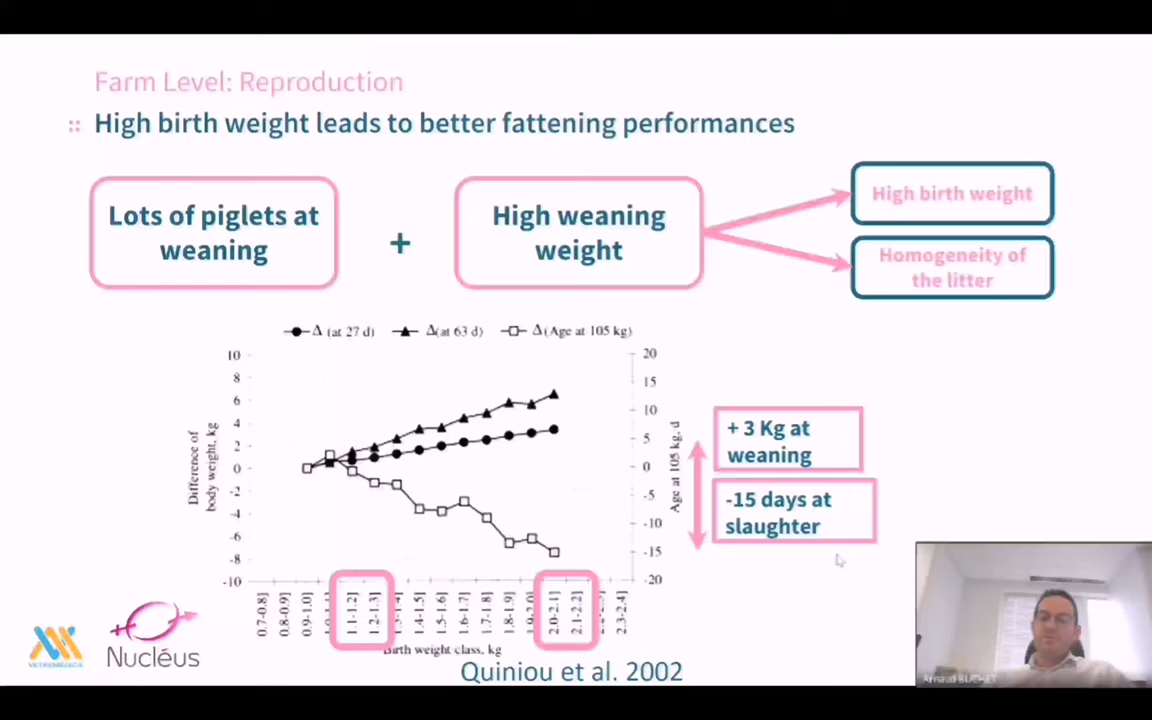 Farm Level: Reproduction
:: High birth weight leads to better fattening performances
Lots of piglets at
weaning
+
High weaning
weight
High birth weight
Homogeneity of
the litter
Δ (at 27 d)
Δ(at 63 d)
Δ(Age at 105 kg)
10
8
6
4
2
0
-2
-4
-6
-8
-10
Difference of
body weight, kg
20
15
10
5
0
-5
-10
-15
-20
Age at 105 kg, d
+ 3 Kg at
weaning
-15 days at
slaughter
0.7-0.8]
0.8-0.9]
0.9-1.0]
1.1-1.2]
1.2-1.3]
1.4-1.5]
1.5-1.6]
1.6-1.7]
1.7-1.8]
1.8-1.9]
2.0-2.1]
2.1-2.2]
2.3-2.4]
Birth weight class, kg
Quiniou et al. 2002
VETROMEDICA
Nucléus
Arnaud BUCHET